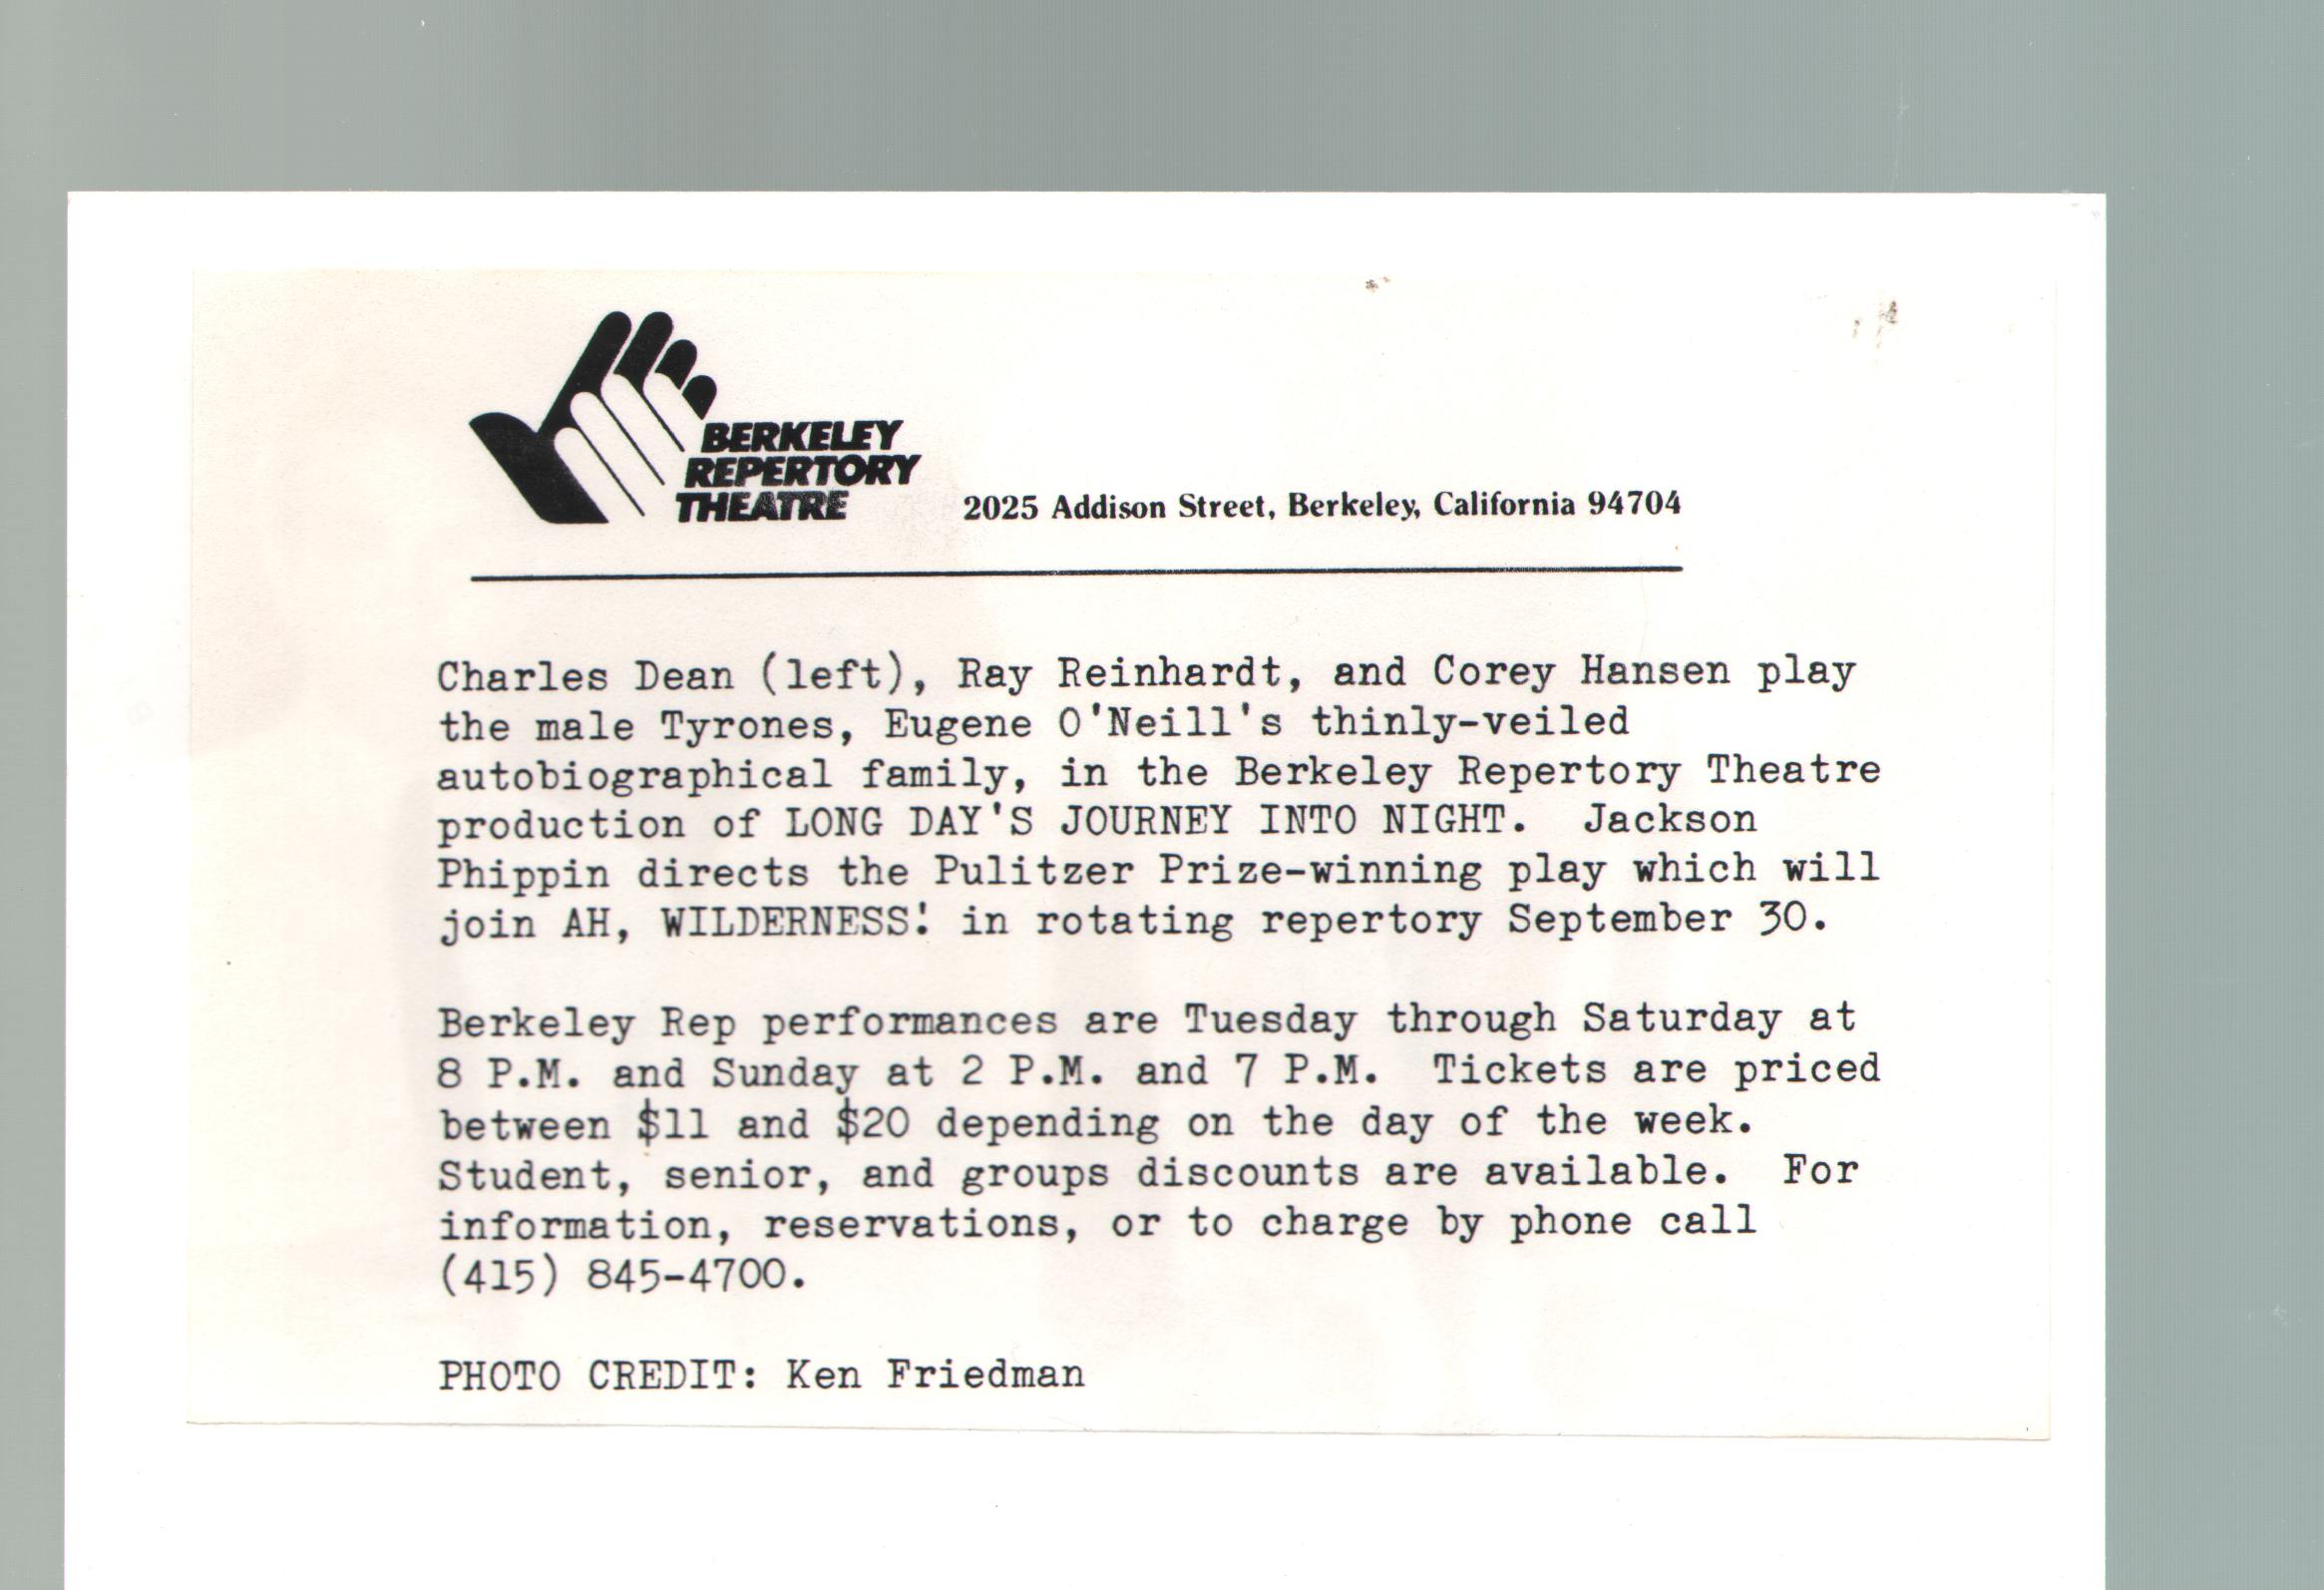 BERKELEY
REPERTORY
THEATRE
2025 Addison Street, Berkeley, California 94704
Charles Dean (left), Ray Reinhardt, and Corey Hansen play
the male Tyrones, Eugene O'Neill's thinly-veiled
autobiographical family, in the Berkeley Repertory Theatre
production of LONG DAY'S JOURNEY INTO NIGHT.  Jackson
Phippin directs the Pulitzer Prize-winning play which will
join AH, WILDERNESS! in rotating repertory September 30.
Berkeley Rep performances are Tuesday through Saturday at
8 P.M. and Sunday at 2 P.M. and 7 P.M.  Tickets are priced
between $11 and $20 depending on the day of the week.
Student, senior, and groups discounts are available.  For
information, reservations, or to charge by phone call
(415) 845-4700.
PHOTO CREDIT: Ken Friedman